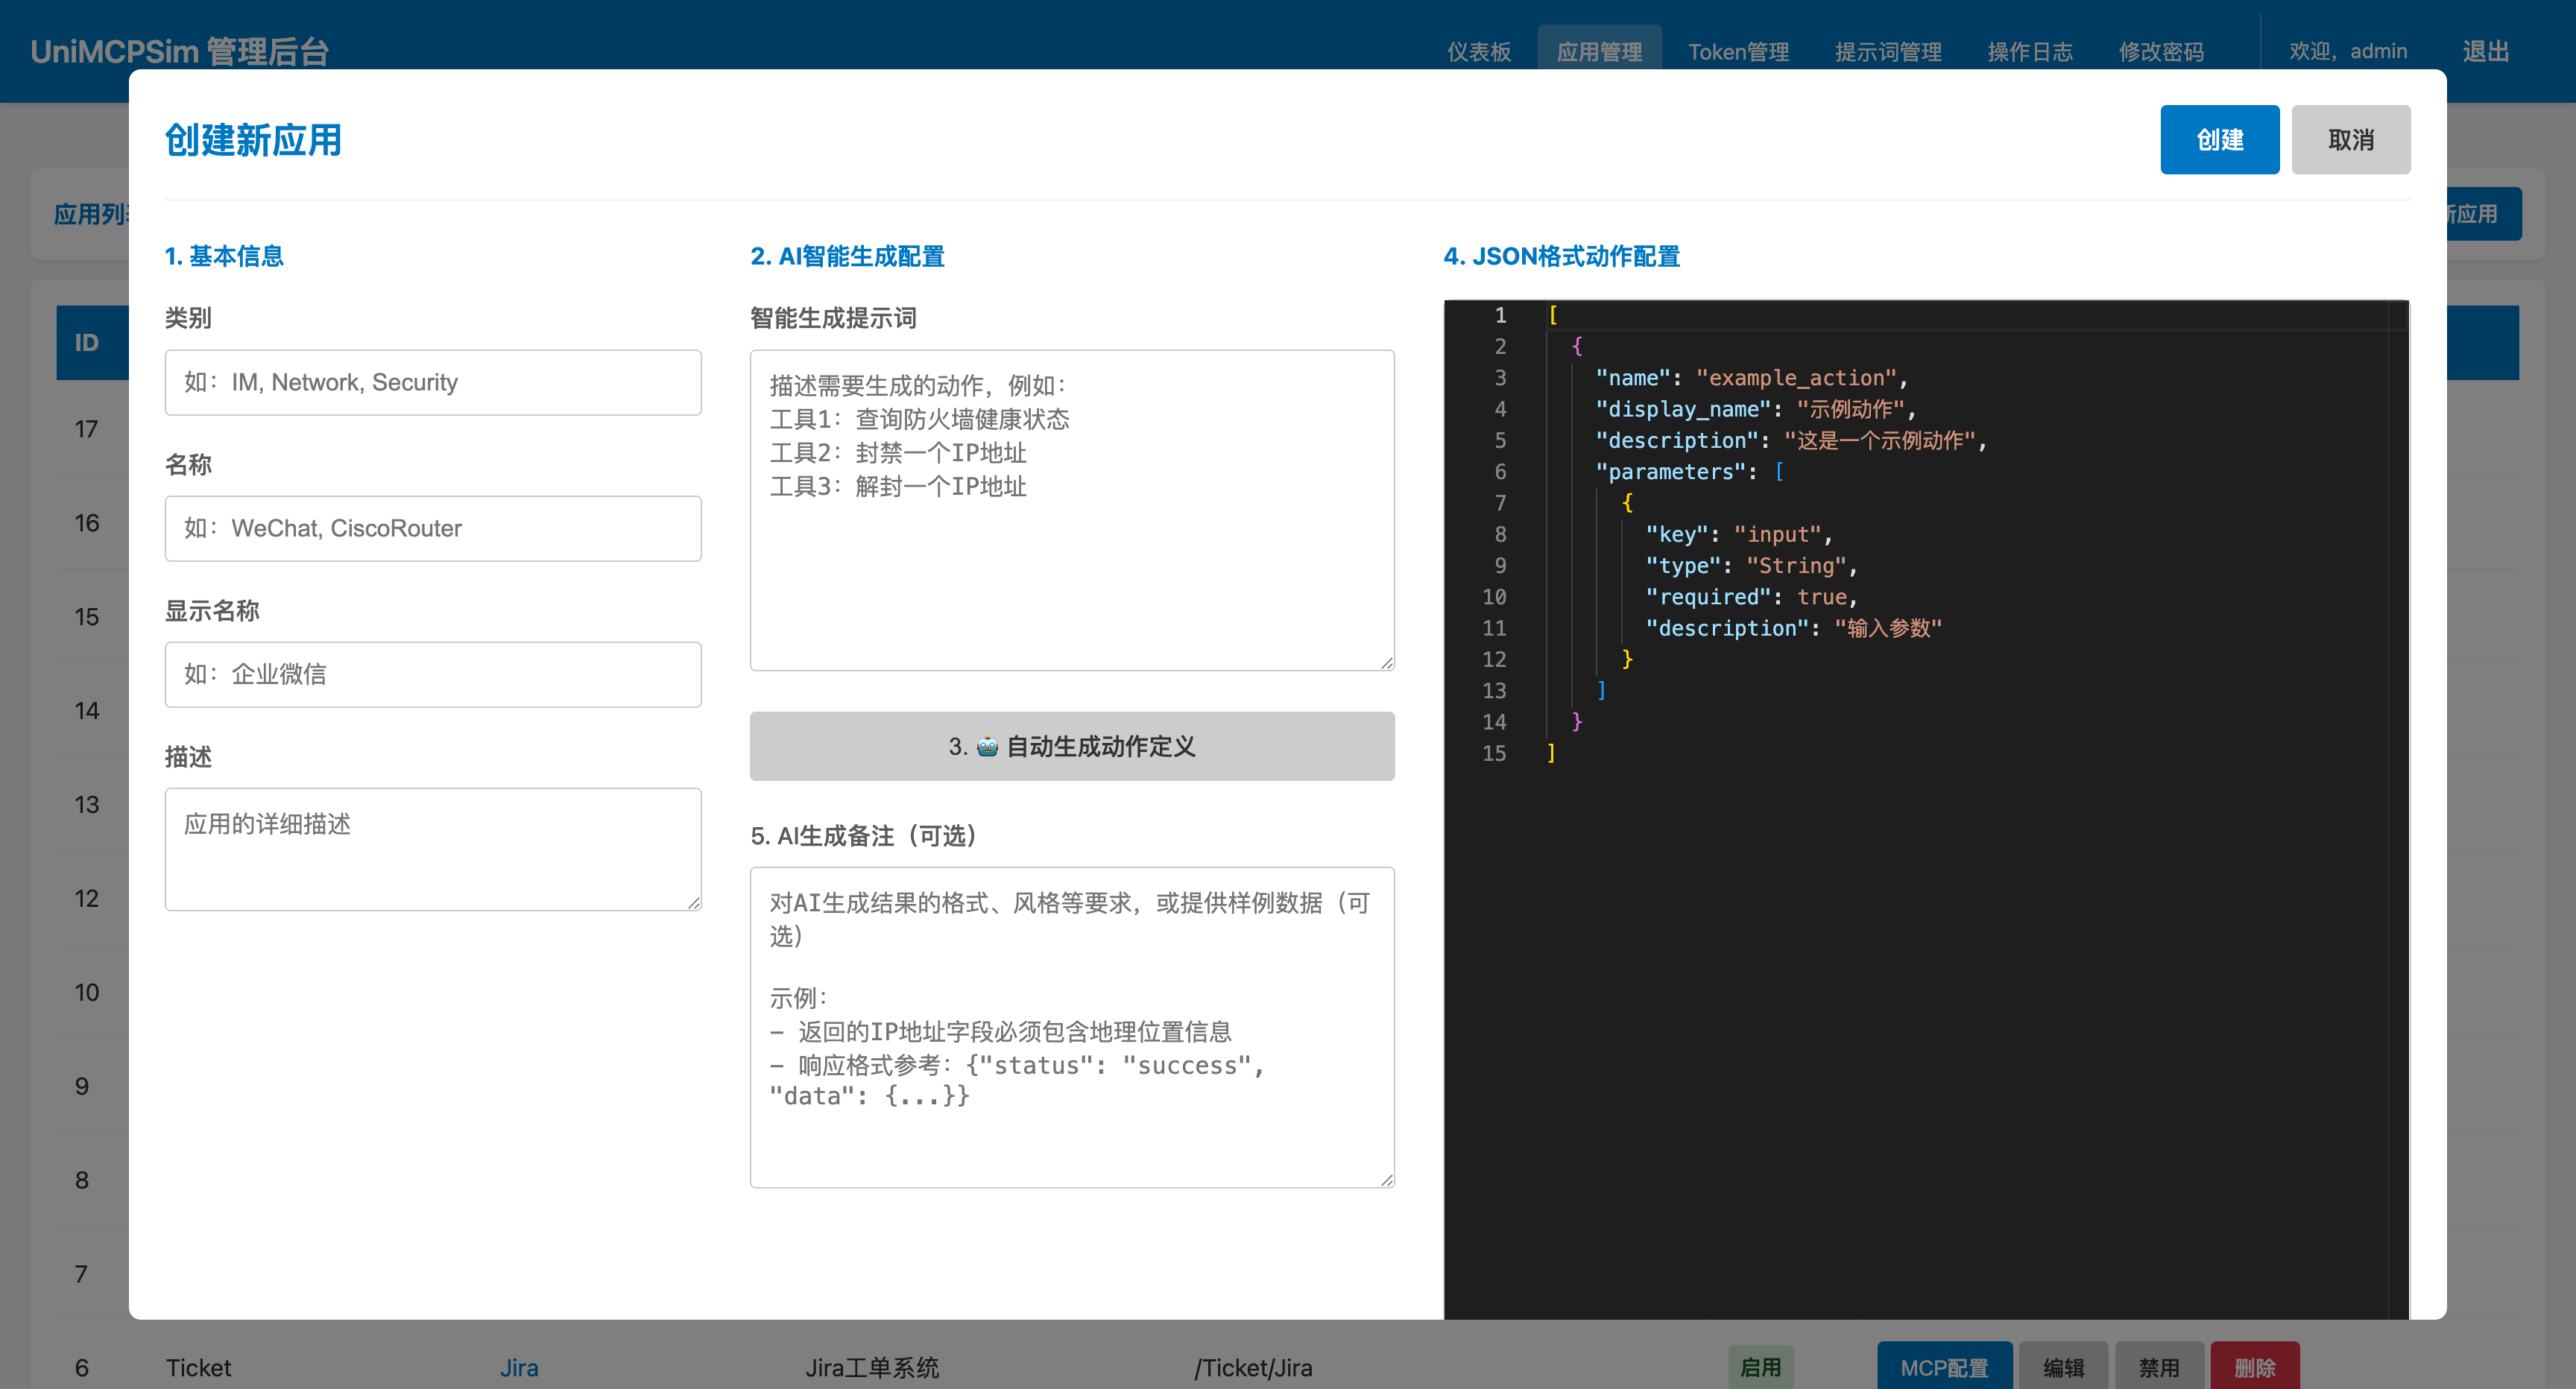 UniMCPSim 管理后台
仪表板
应用管理
Token管理
提示词管理
操作日志
修改密码
欢迎，admin
退出
创建新应用
创建
取消
应用列
新应用
1. 基本信息
类别
如：IM, Network, Security
名称
如：WeChat, CiscoRouter
显示名称
如：企业微信
描述
应用的详细描述
2. AI智能生成配置
智能生成提示词
描述需要生成的动作，例如：
工具1：查询防火墙健康状态
工具2：封禁一个IP地址
工具3：解封一个IP地址
3. 🤖 自动生成动作定义
5. AI生成备注（可选）
对AI生成结果的格式、风格等要求，或提供样例数据（可
选）
示例：
– 返回的IP地址字段必须包含地理位置信息
– 响应格式参考：{"status": "success",
"data": {...}}
4. JSON格式动作配置
1 [
2 {
3 "name": "example_action",
4 "display_name": "示例动作",
5 "description": "这是一个示例动作",
6 "parameters": [
7 {
8 "key": "input",
9 "type": "String",
10 "required": true,
11 "description": "输入参数"
12 }
13 ]
14 }
15 ]
ID
17
16
15
14
13
12
10
9
8
7
6 Ticket Jira Jira工单系统 /Ticket/Jira 启用 MCP配置 编辑 禁用 删除